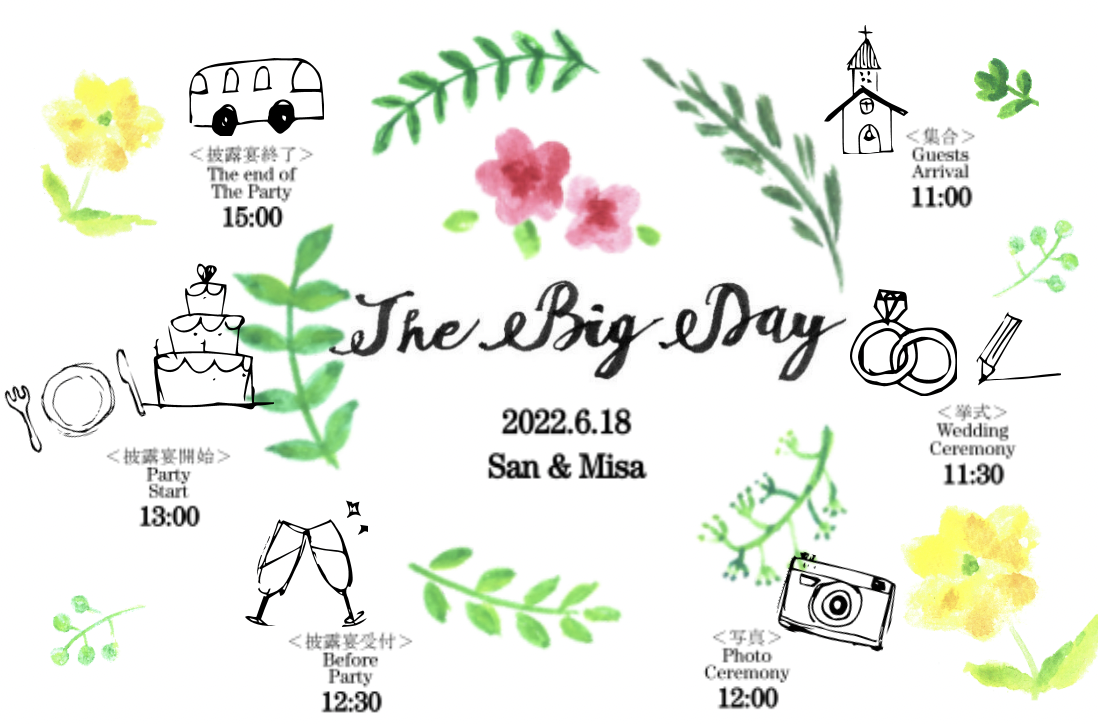 The Big Day
2022.6.18
San & Misa
＜集合＞
Guests
Arrival
11:00
＜挙式＞
Wedding
Ceremony
11:30
＜写真＞
Photo
Ceremony
12:00
＜披露宴受付＞
Before
Party
12:30
＜披露宴開始＞
Party
Start
13:00
＜披露宴終了＞
The end of
The Party
15:00